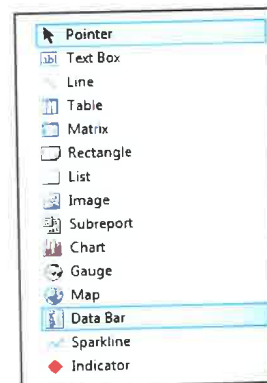 Pointer
Text Box
Line
Table
Matrix
Rectangle
List
Image
Subreport
Chart
Gauge
Map
Data Bar
Sparkline
Indicator